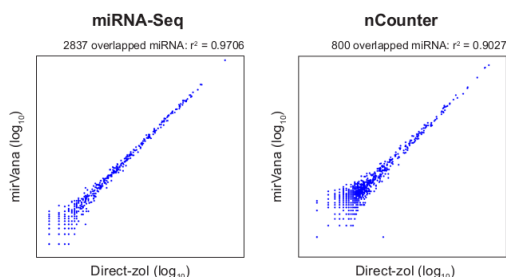 miRNA-Seq
2837 overlapped miRNA: r² = 0.9706
mirVana (log₁₀)
Direct-zol (log₁₀)
nCounter
800 overlapped miRNA: r² = 0.9027
mirVana (log₁₀)
Direct-zol (log₁₀)